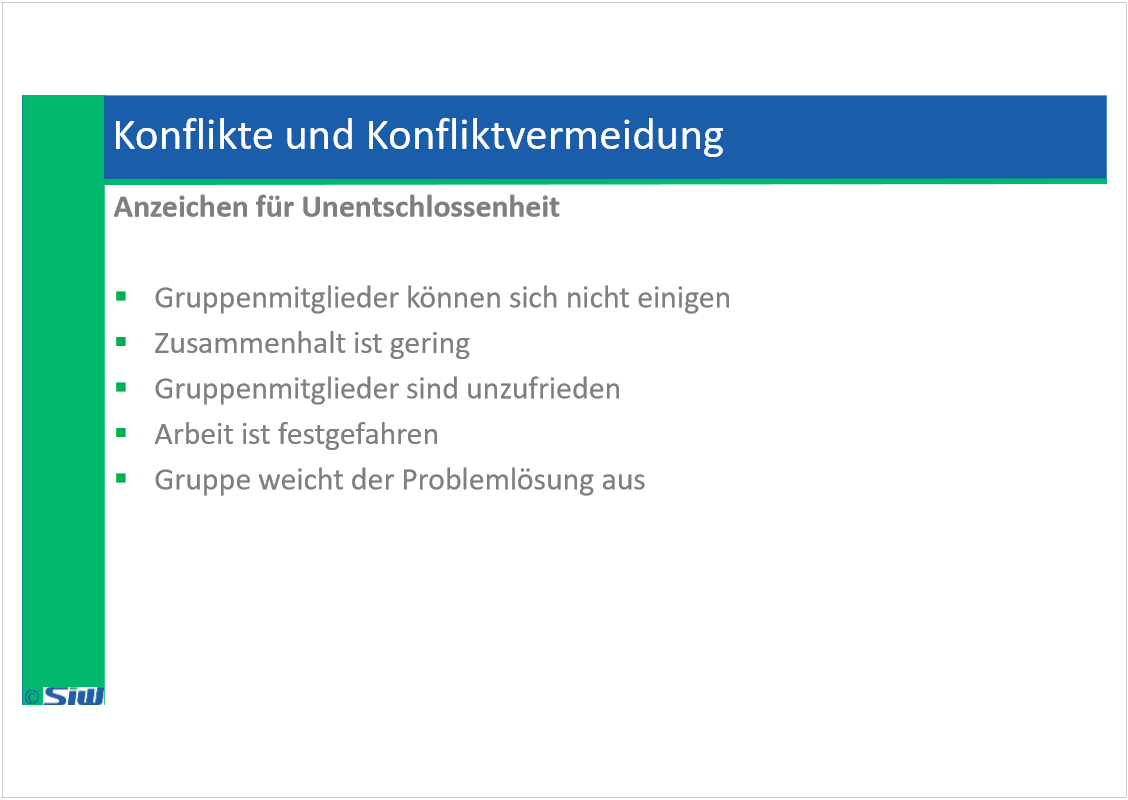 Konflikte und Konfliktvermeidung
Anzeichen für Unentschlossenheit
▪ Gruppenmitglieder können sich nicht einigen
▪ Zusammenhalt ist gering
▪ Gruppenmitglieder sind unzufrieden
▪ Arbeit ist festgefahren
▪ Gruppe weicht der Problemlösung aus
© SiW